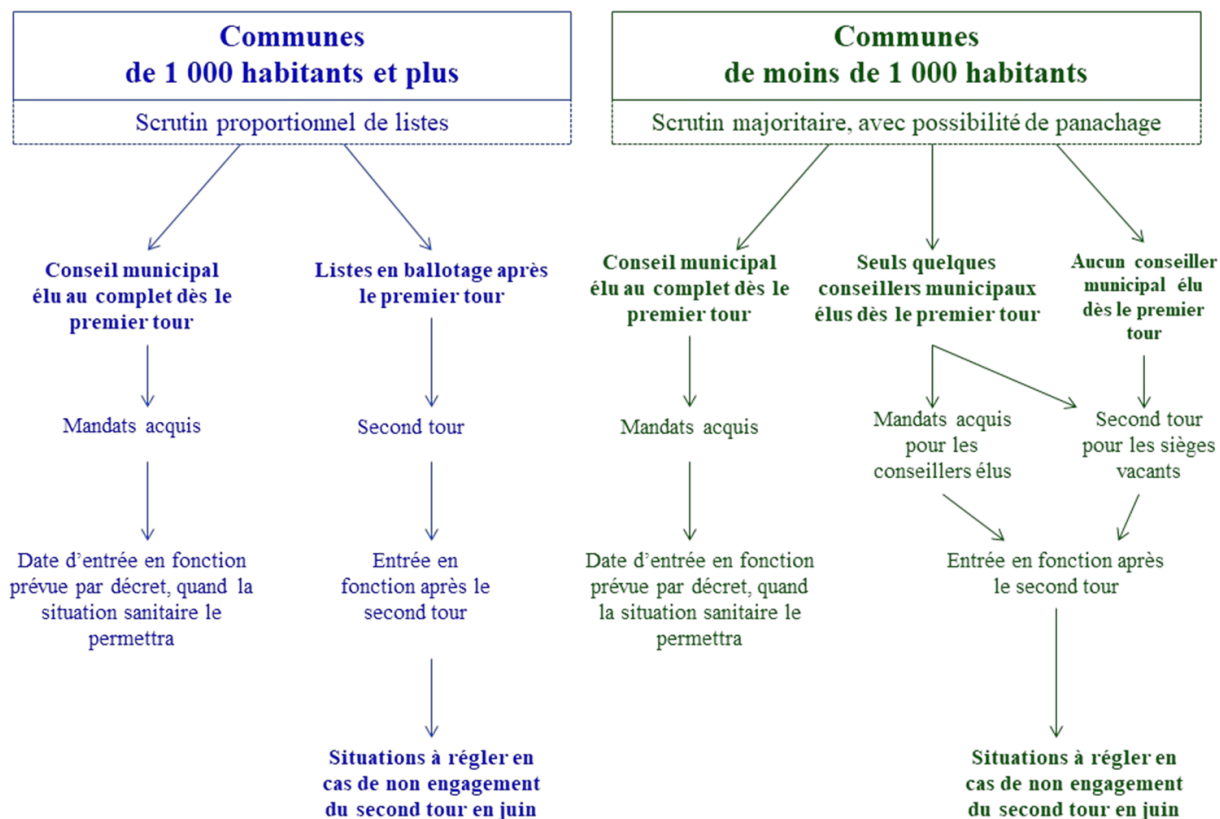 Communes
de 1 000 habitants et plus
Scrutin proportionnel de listes
Conseil municipal
élu au complet dès le
premier tour
Mandats acquis
Date d’entrée en fonction
prévue par décret, quand la
situation sanitaire le
permettra
Listes en ballotage après
le premier tour
Second tour
Entrée en
fonction après le
second tour
Situations à régler en
cas de non engagement
du second tour en juin
Communes
de moins de 1 000 habitants
Scrutin majoritaire, avec possibilité de panachage
Conseil municipal
élu au complet dès le
premier tour
Mandats acquis
Date d’entrée en fonction
prévue par décret, quand
la situation sanitaire le
permettra
Seuls quelques
conseillers municipaux
élus dès le premier tour
Mandats acquis
pour les
conseillers élus
Aucun conseiller
municipal élu
dès le premier
tour
Second tour
pour les sièges
vacants
Entrée en fonction après
le second tour
Situations à régler en
cas de non engagement
du second tour en juin